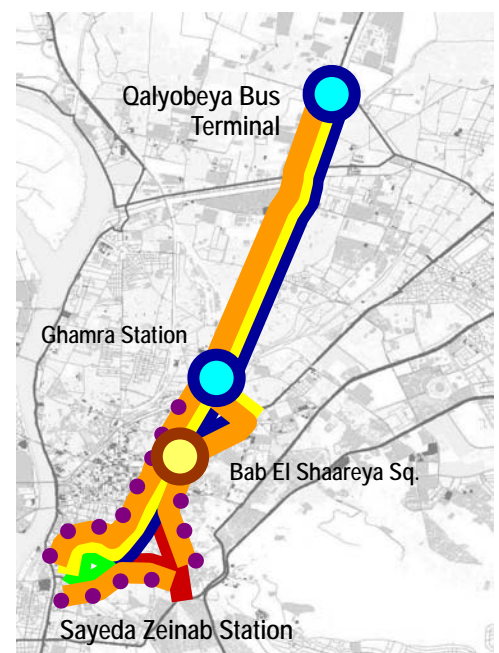 Qalyobeya Bus
Terminal
Ghamra Station
Bab El Shaareya Sq.
Sayeda Zeinab Station